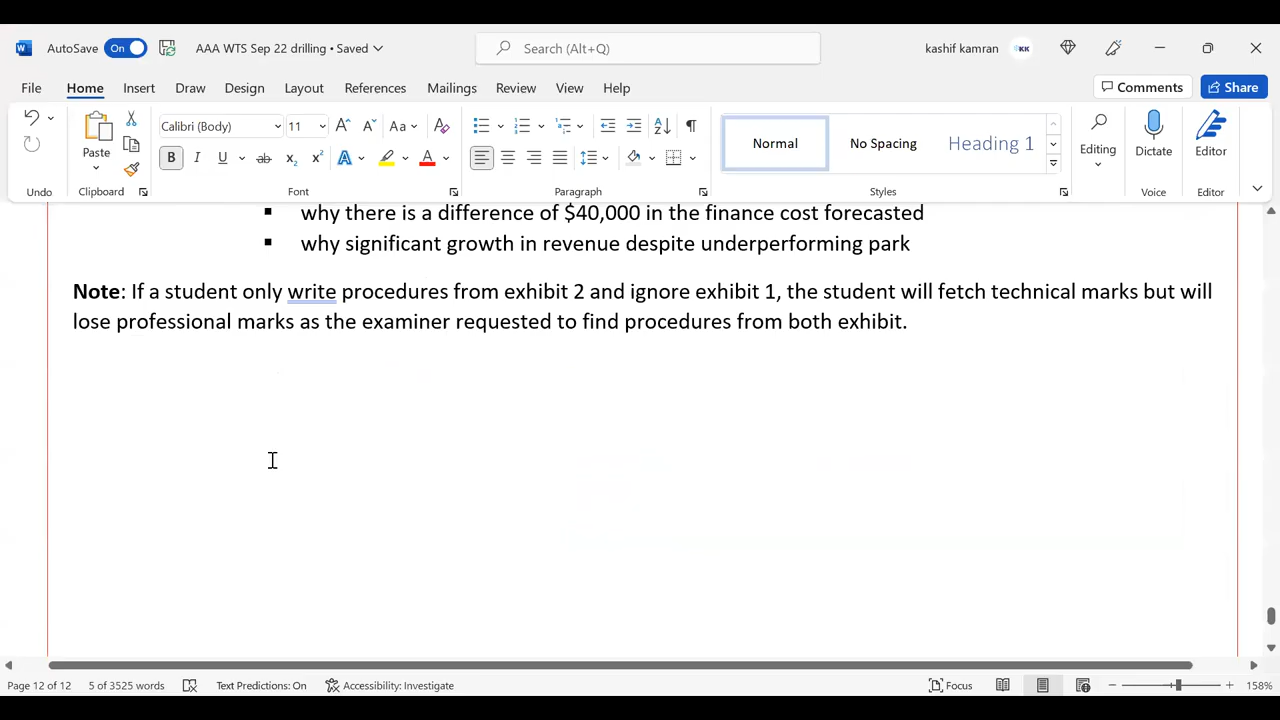 AutoSave On AAA WTS Sep 22 drilling • Saved Search (Alt+Q) kashif kamran KK
File Home Insert Draw Design Layout References Mailings Review View Help Comments Share
Calibri (Body) 11 Aa Normal No Spacing Heading 1
Paste Editing Dictate Editor
Undo Clipboard Font Paragraph Styles Voice Editor
▪ why there is a difference of $40,000 in the finance cost forecasted
▪ why significant growth in revenue despite underperforming park
Note: If a student only write procedures from exhibit 2 and ignore exhibit 1, the student will fetch technical marks but will
lose professional marks as the examiner requested to find procedures from both exhibit.
Page 12 of 12 5 of 3525 words Text Predictions: On Accessibility: Investigate Focus 158%